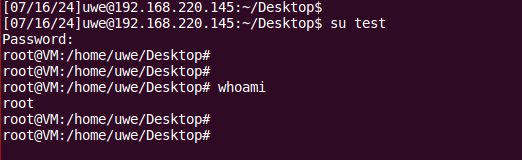 [07/16/24]uwe@192.168.220.145:~/Desktop$
[07/16/24]uwe@192.168.220.145:~/Desktop$ su test
Password:
root@VM:/home/uwe/Desktop#
root@VM:/home/uwe/Desktop#
root@VM:/home/uwe/Desktop# whoami
root
root@VM:/home/uwe/Desktop#
root@VM:/home/uwe/Desktop#